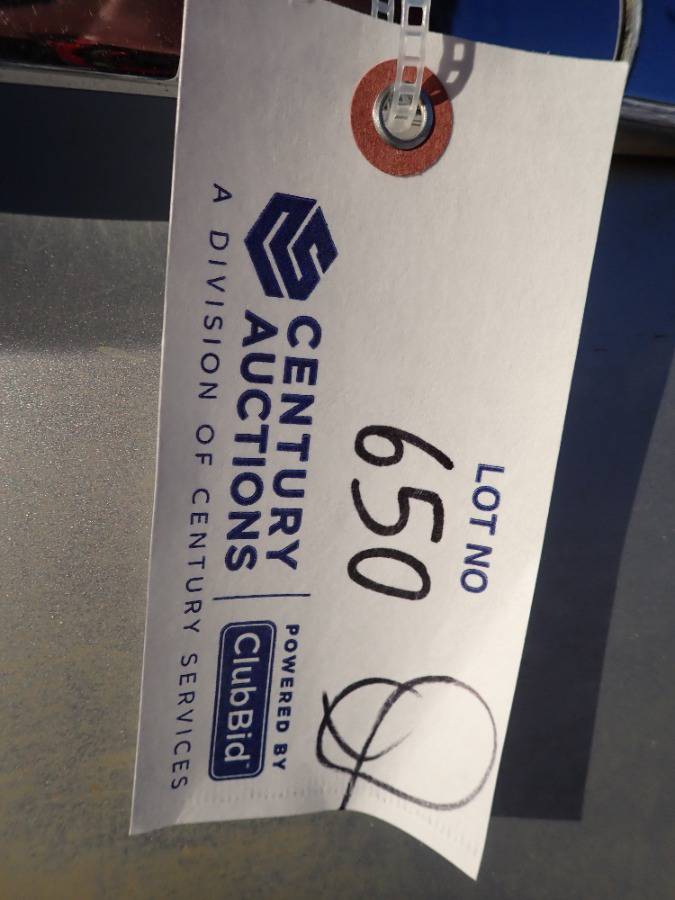 LOT NO
650
CENTURY
AUCTIONS
POWERED BY
ClubBid
A DIVISION OF CENTURY SERVICES